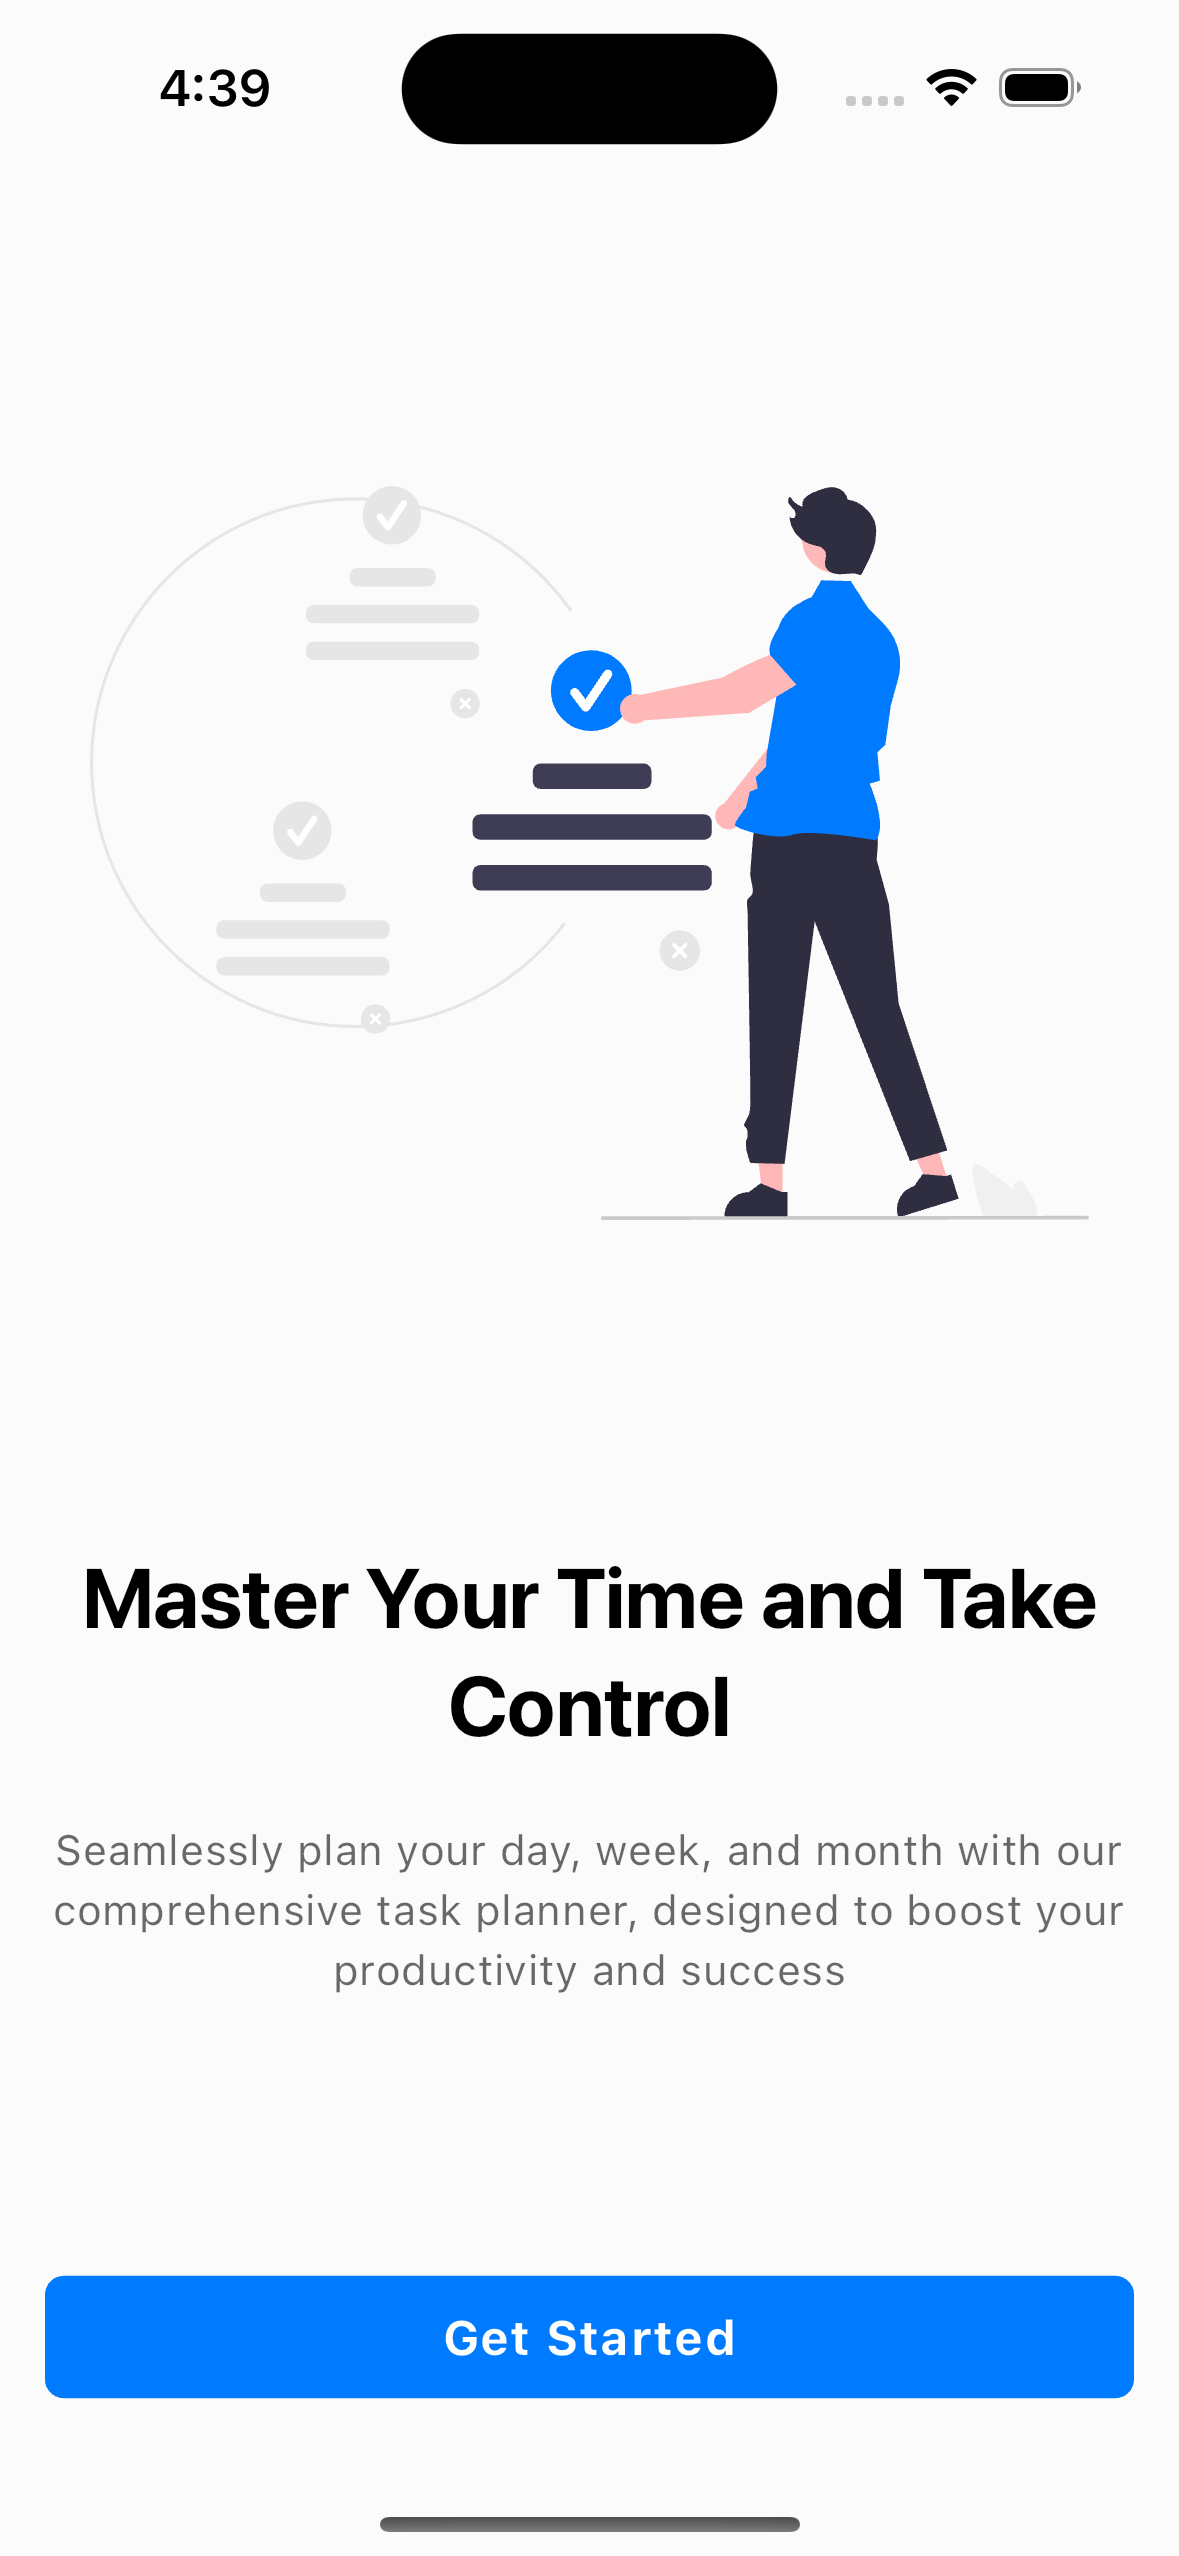 4:39
Master Your Time and Take
Control
Seamlessly plan your day, week, and month with our
comprehensive task planner, designed to boost your
productivity and success
Get Started